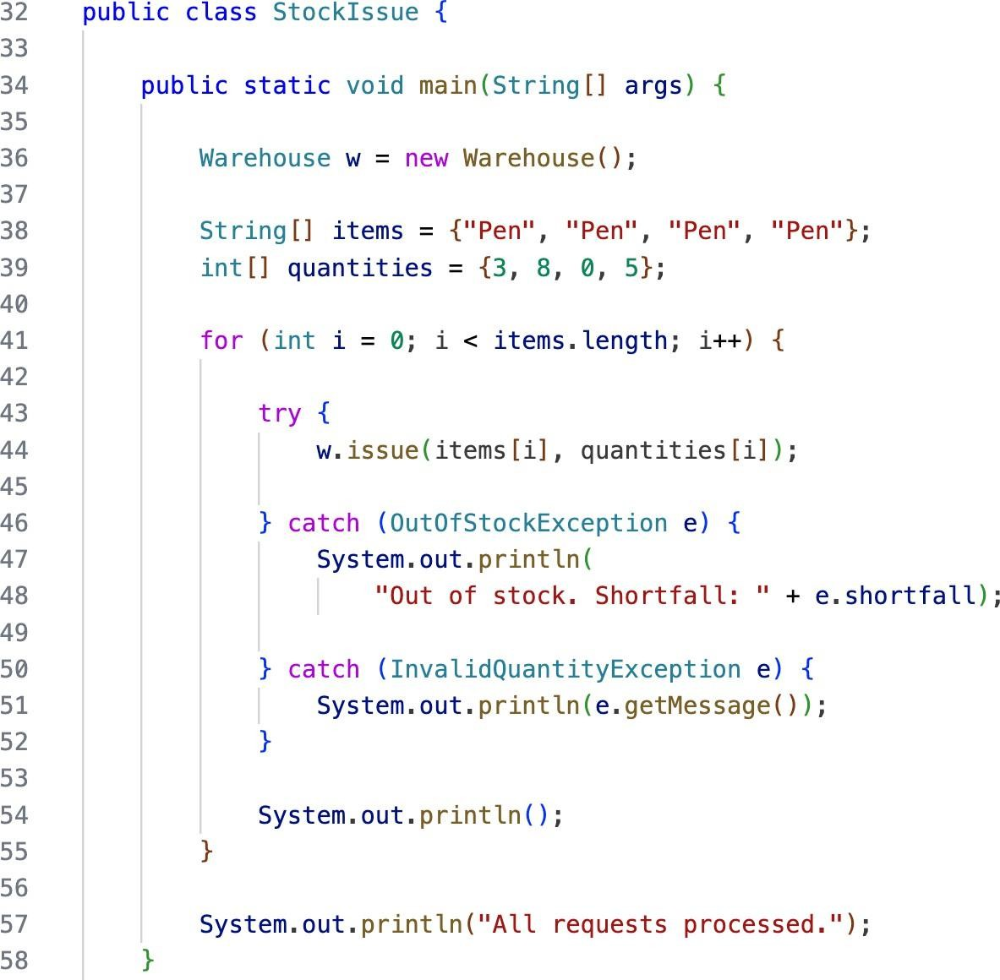 32 public class StockIssue {
33
34 public static void main(String[] args) {
35
36 Warehouse w = new Warehouse();
37
38 String[] items = {"Pen", "Pen", "Pen", "Pen"};
39 int[] quantities = {3, 8, 0, 5};
40
41 for (int i = 0; i < items.length; i++) {
42
43 try {
44 w.issue(items[i], quantities[i]);
45
46 } catch (OutOfStockException e) {
47 System.out.println(
48 "Out of stock. Shortfall: " + e.shortfall);
49
50 } catch (InvalidQuantityException e) {
51 System.out.println(e.getMessage());
52 }
53
54 System.out.println();
55 }
56
57 System.out.println("All requests processed.");
58 }